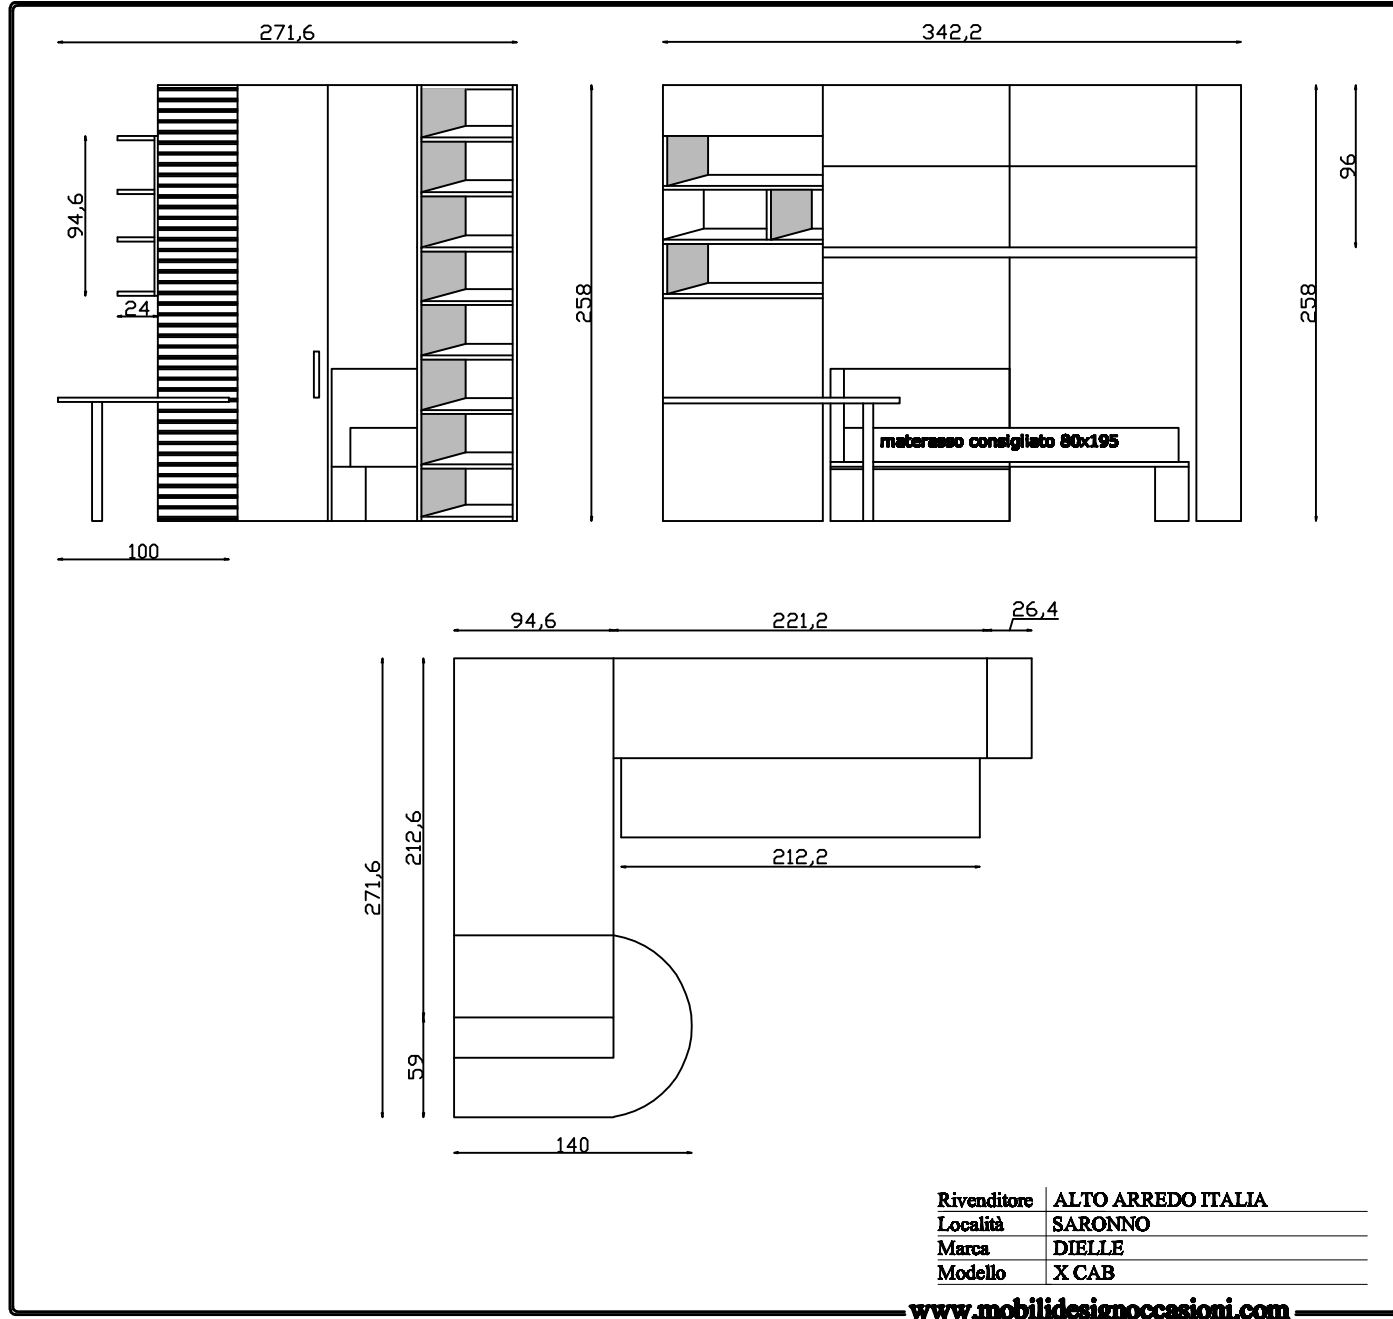 271,6
342,2
94,6
24
258
96
258
materasso consigliato 80x195
100
94,6
221,2
26,4
212,6
271,6
212,2
59
140
Rivenditore ALTO ARREDO ITALIA
Località SARONNO
Marca DIELLE
Modello X CAB
www.mobilidesignoccasioni.com